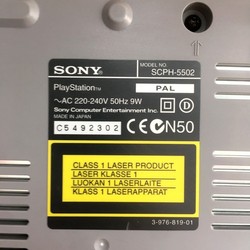 SONY
MODEL NO.
SCPH-5502
PlayStation™
PAL
～AC 220-240V 50Hz 9W
Sony Computer Entertainment Inc.
MADE IN JAPAN
C5492302
CE N50
CLASS 1 LASER PRODUCT
LASER KLASSE 1
LUOKAN 1 LASERLAITE
KLASS 1 LASERAPPARAT
3-976-819-01